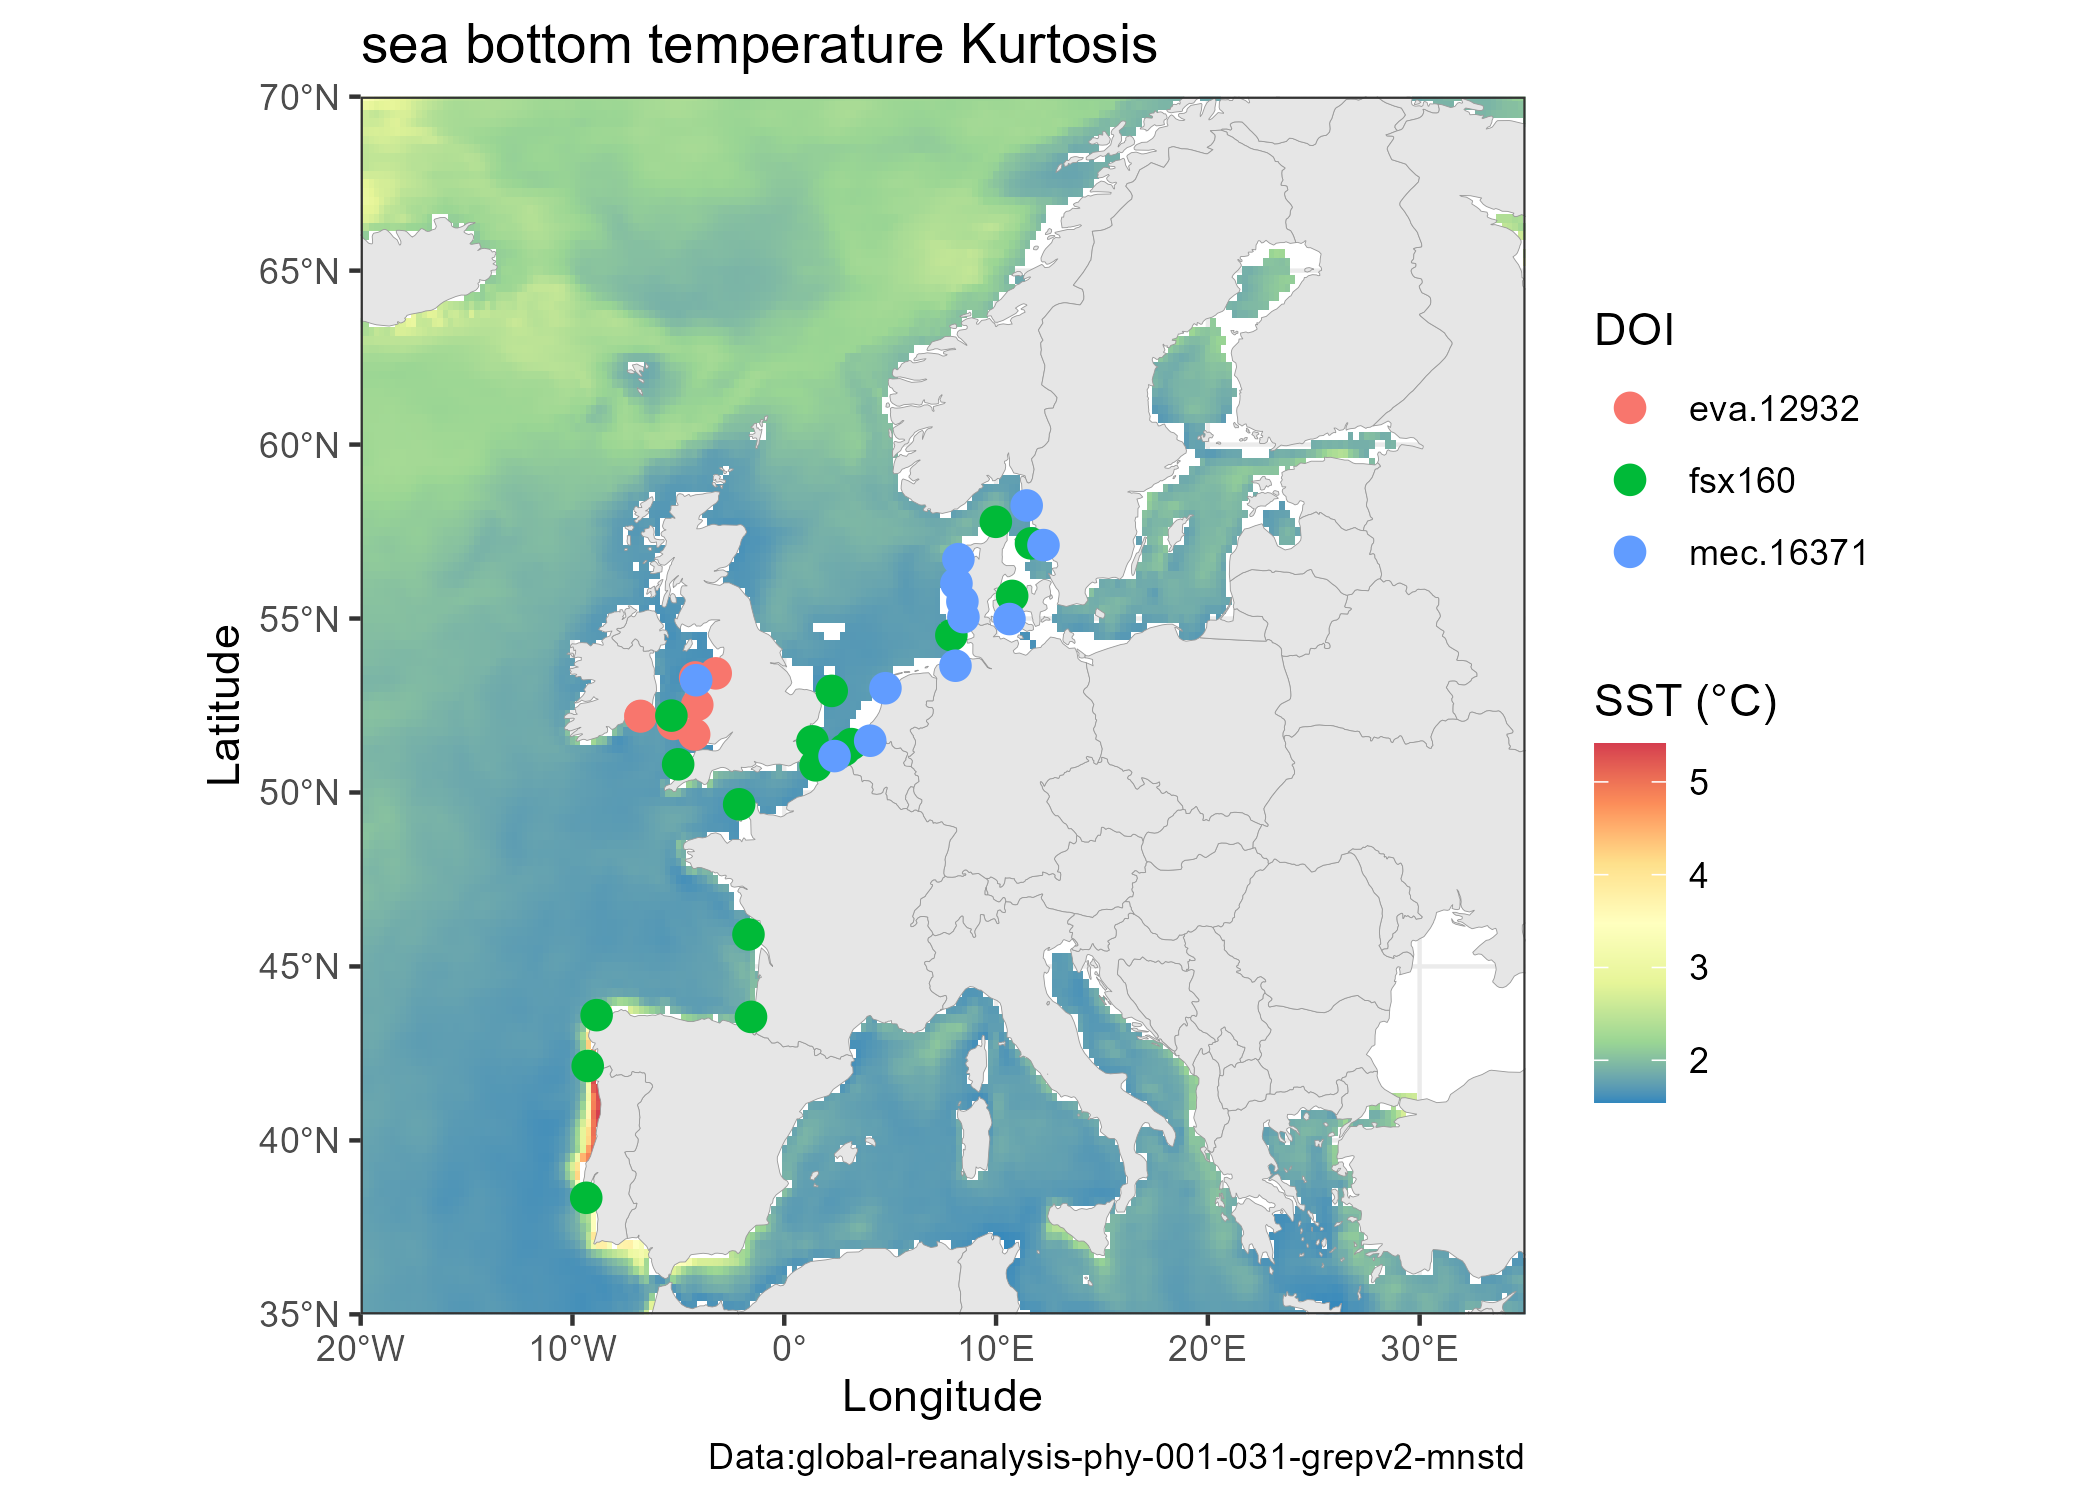 sea bottom temperature Kurtosis
70°N
65°N
60°N
55°N
50°N
45°N
40°N
35°N
Latitude
20°W
10°W
0°
10°E
20°E
30°E
Longitude
Data:global-reanalysis-phy-001-031-grepv2-mnstd
DOI
eva.12932
fsx160
mec.16371
SST (°C)
5
4
3
2